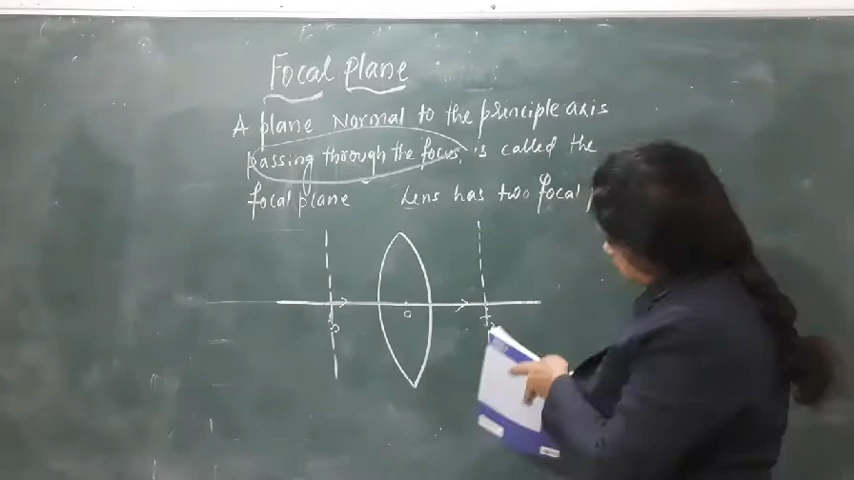 Focal plane
A plane Normal to the principle axis
passing through the focus, is called the
focal plane Lens has two focal
O